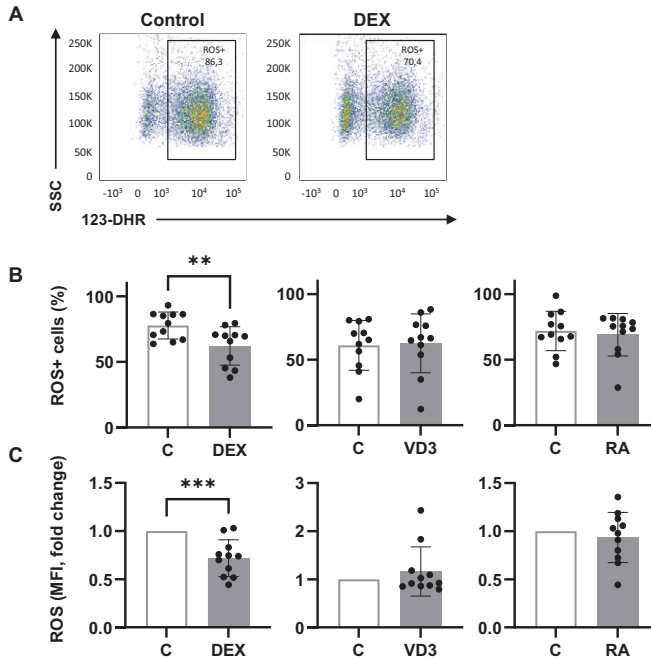 A
Control
DEX
250K
200K
150K
100K
50K
0
ROS+
86,3
-10³ 0 10³ 10⁴ 10⁵
250K
200K
150K
100K
50K
0
ROS+
70,4
-10³ 0 10³ 10⁴ 10⁵
SSC
123-DHR
B
ROS+ cells (%)
100
50
0
**
C DEX
100
50
0
C VD3
100
50
0
C RA
C
ROS (MFI, fold change)
1.5
1.0
0.5
0.0
***
C DEX
3
2
1
0
C VD3
1.5
1.0
0.5
0.0
C RA